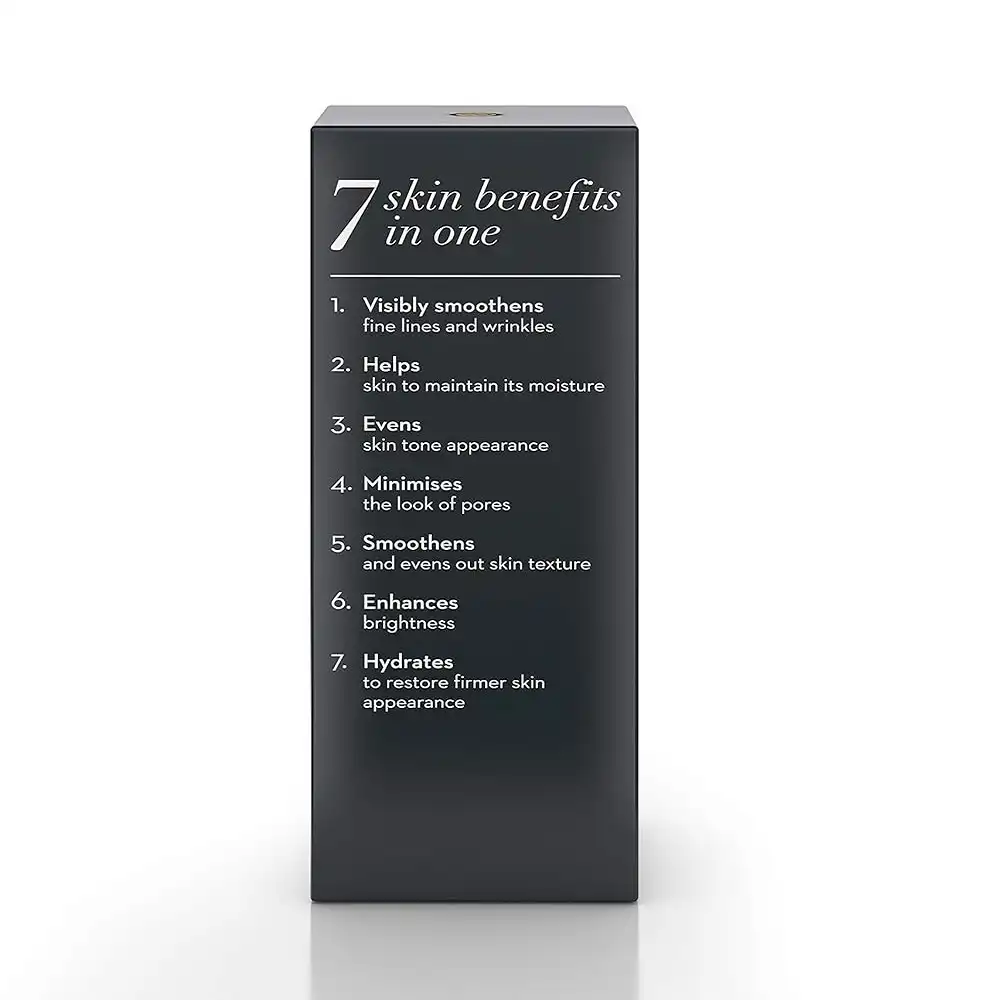 7 skin benefits
in one
1. Visibly smoothens
fine lines and wrinkles
2. Helps
skin to maintain its moisture
3. Evens
skin tone appearance
4. Minimises
the look of pores
5. Smoothens
and evens out skin texture
6. Enhances
brightness
7. Hydrates
to restore firmer skin
appearance